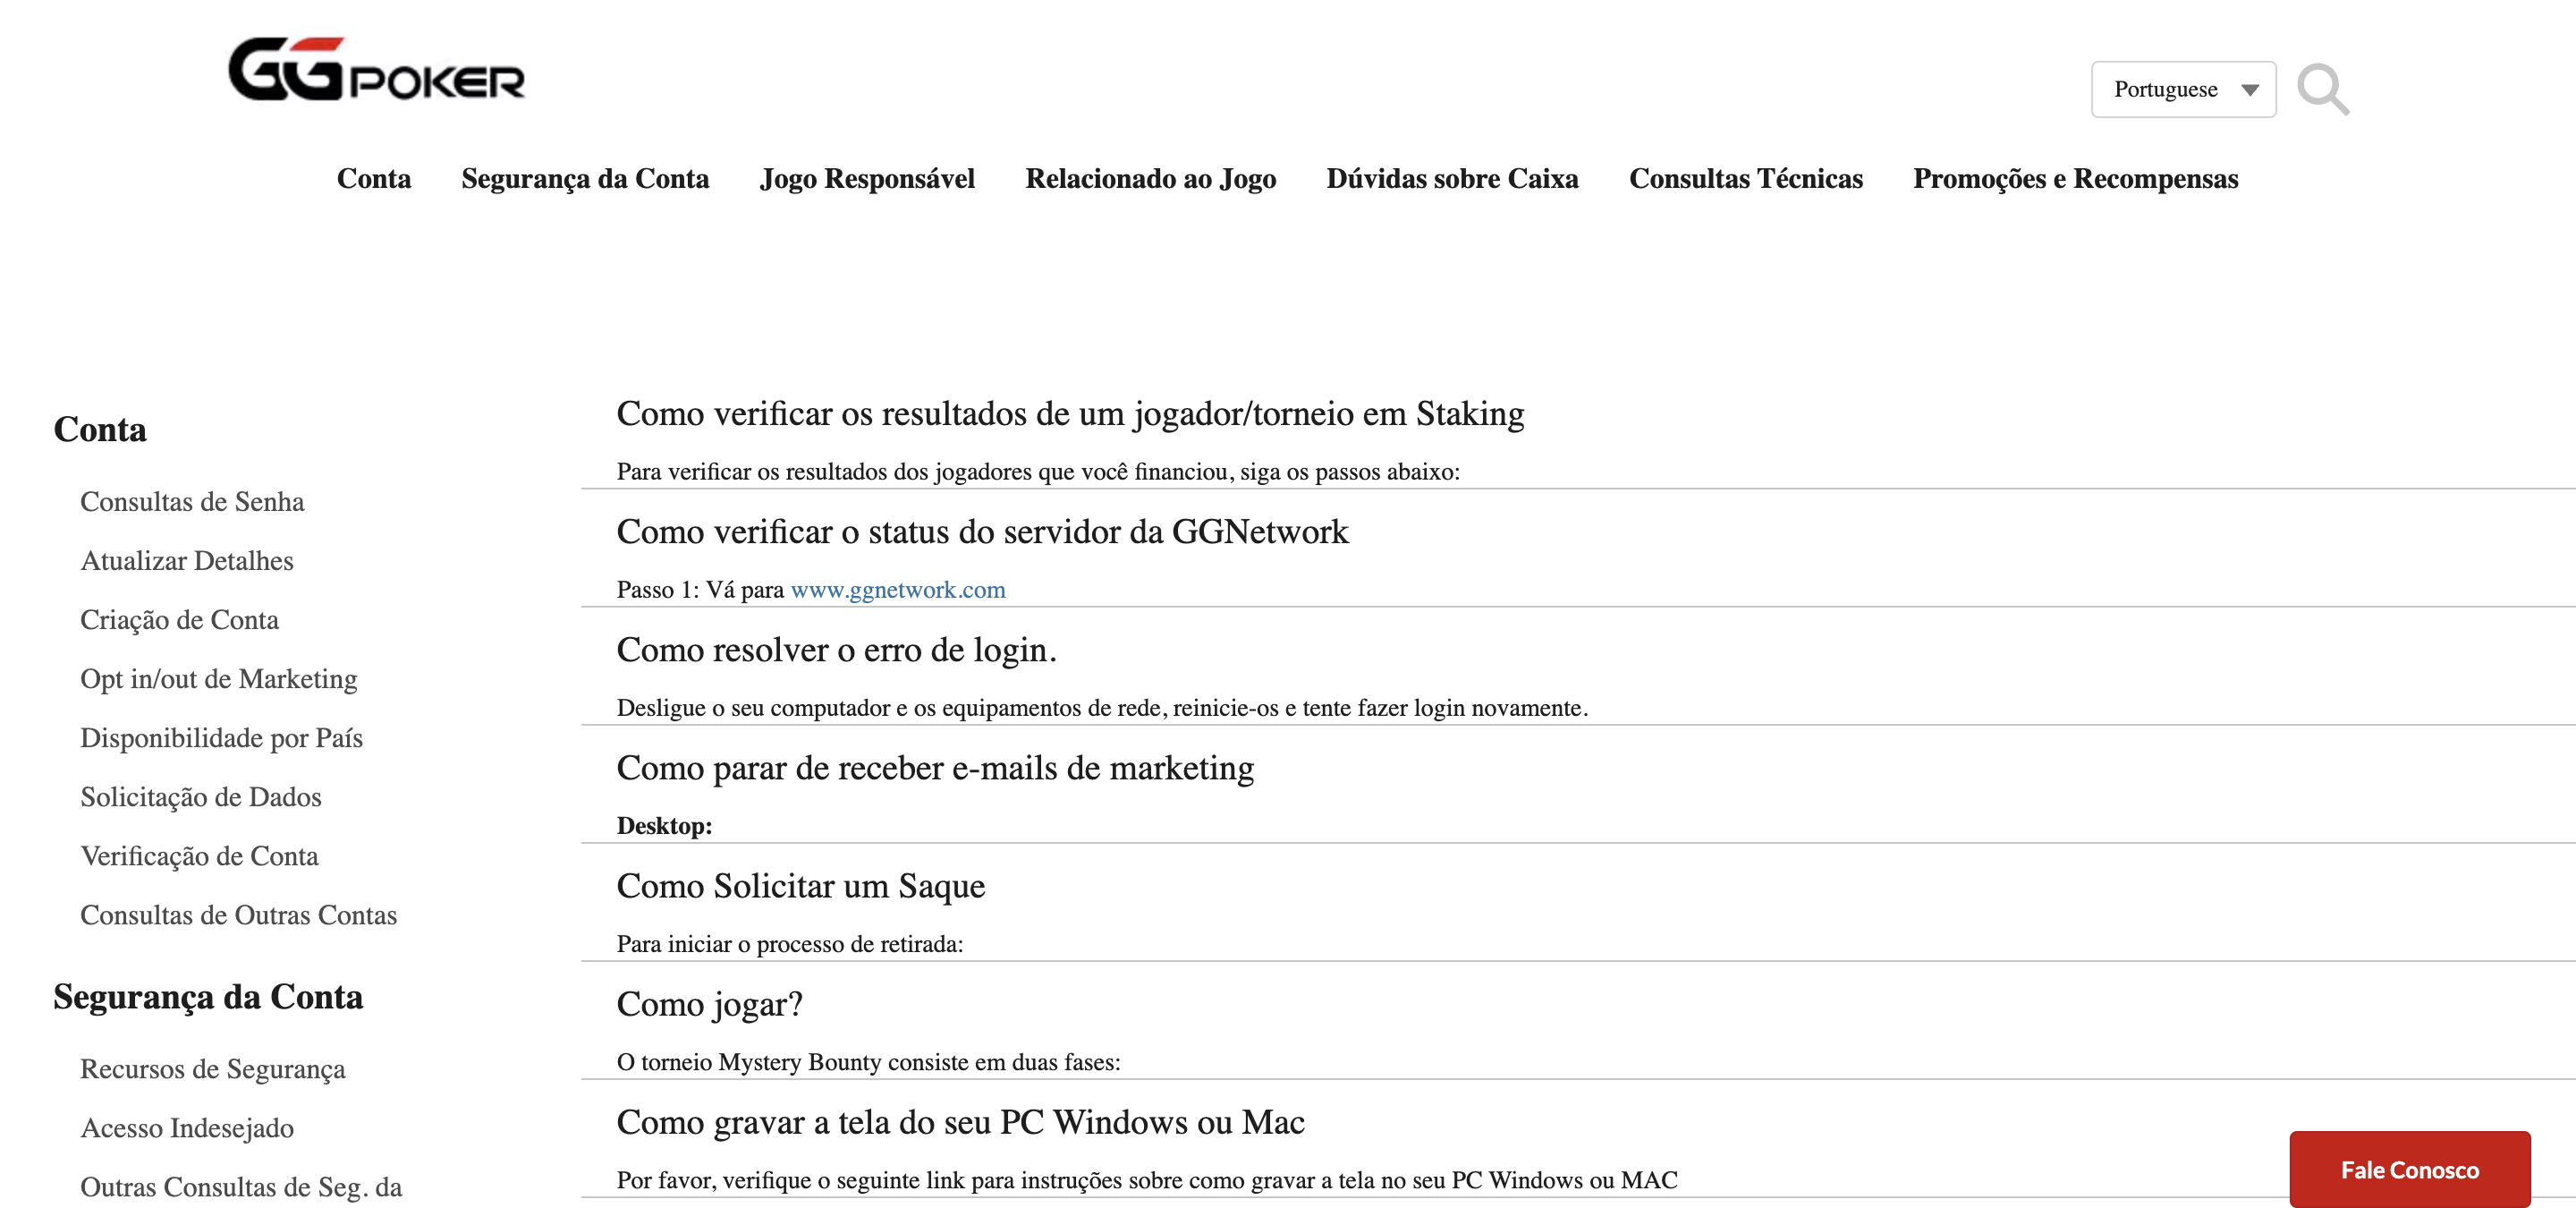 GGPOKER
Portuguese
Conta Segurança da Conta Jogo Responsável Relacionado ao Jogo Dúvidas sobre Caixa Consultas Técnicas Promoções e Recompensas
Conta
Consultas de Senha
Atualizar Detalhes
Criação de Conta
Opt in/out de Marketing
Disponibilidade por País
Solicitação de Dados
Verificação de Conta
Consultas de Outras Contas
Segurança da Conta
Recursos de Segurança
Acesso Indesejado
Outras Consultas de Seg. da
Como verificar os resultados de um jogador/torneio em Staking
Para verificar os resultados dos jogadores que você financiou, siga os passos abaixo:
Como verificar o status do servidor da GGNetwork
Passo 1: Vá para www.ggnetwork.com
Como resolver o erro de login.
Desligue o seu computador e os equipamentos de rede, reinicie-os e tente fazer login novamente.
Como parar de receber e-mails de marketing
Desktop:
Como Solicitar um Saque
Para iniciar o processo de retirada:
Como jogar?
O torneio Mystery Bounty consiste em duas fases:
Como gravar a tela do seu PC Windows ou Mac
Por favor, verifique o seguinte link para instruções sobre como gravar a tela no seu PC Windows ou MAC
Fale Conosco